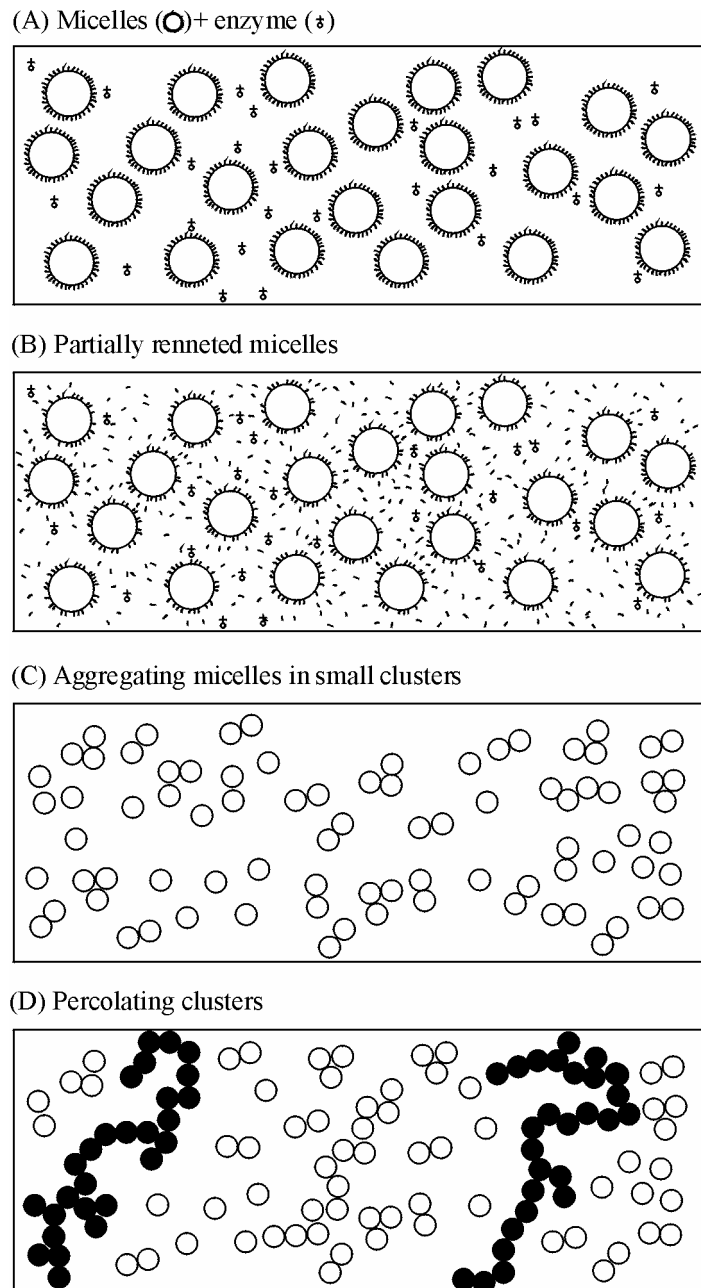 (A) Micelles ( )+ enzyme ( )
(B) Partially renneted micelles
(C) Aggregating micelles in small clusters
(D) Percolating clusters